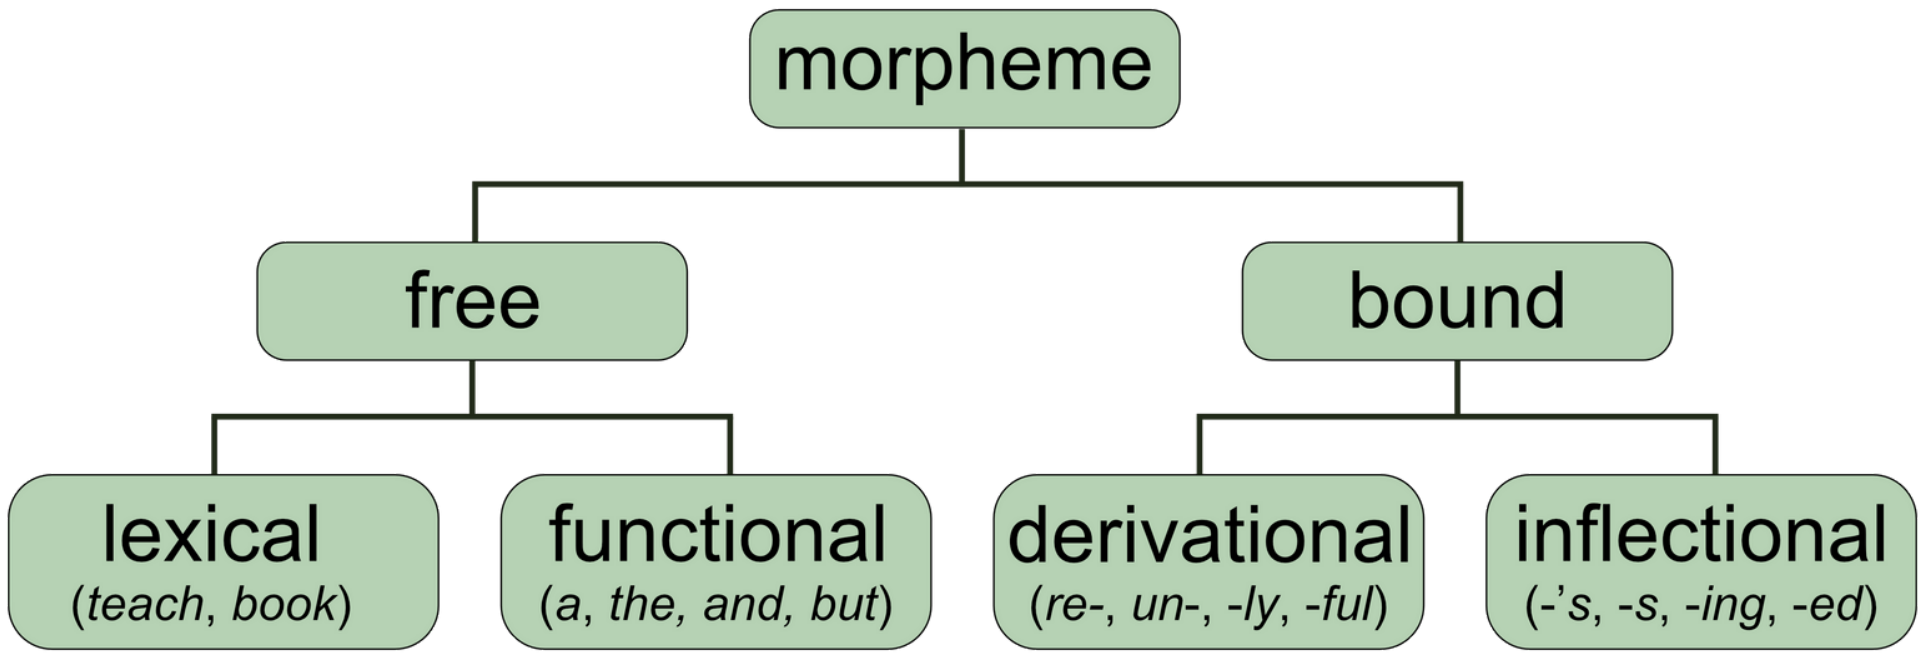 morpheme
free
bound
lexical
(teach, book)
functional
(a, the, and, but)
derivational
(re-, un-, -ly, -ful)
inflectional
(-’s, -s, -ing, -ed)